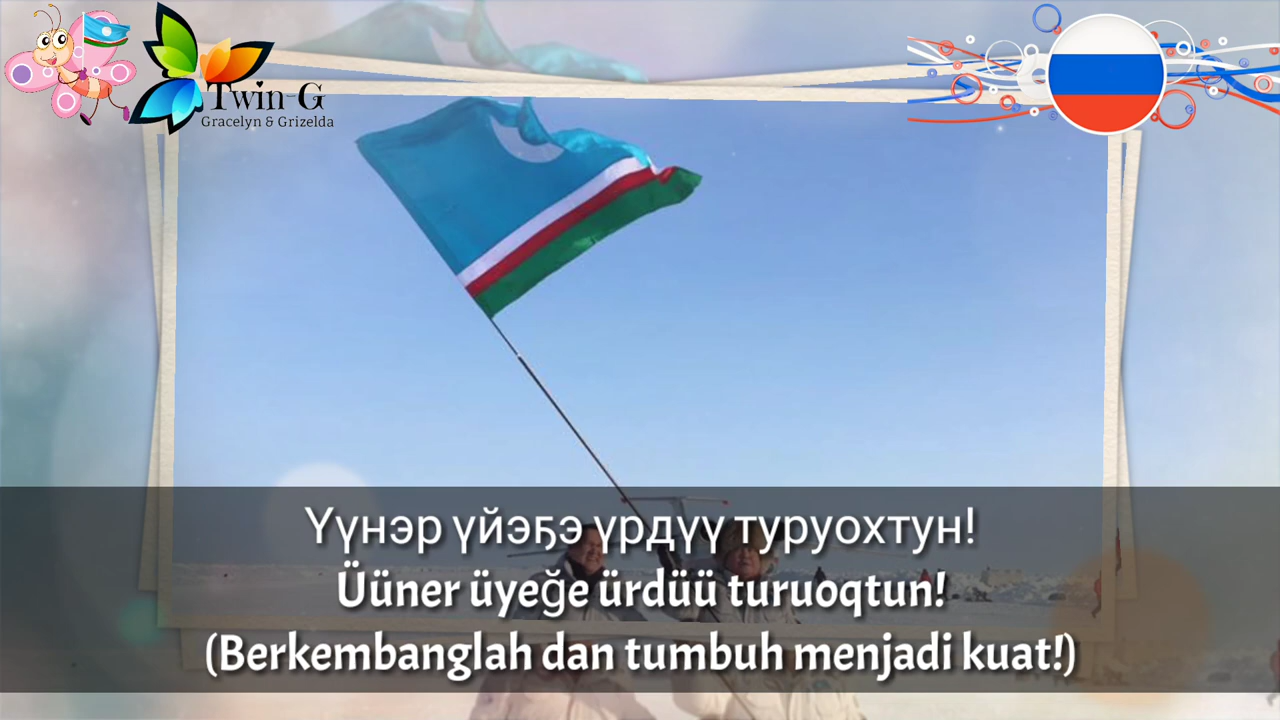 Twin-G
Gracelyn & Grizelda
Үүнэр үйэҕэ үрдүү туруохтун!
Üüner üyeğe ürdüü turuoqtun!
(Berkembanglah dan tumbuh menjadi kuat!)